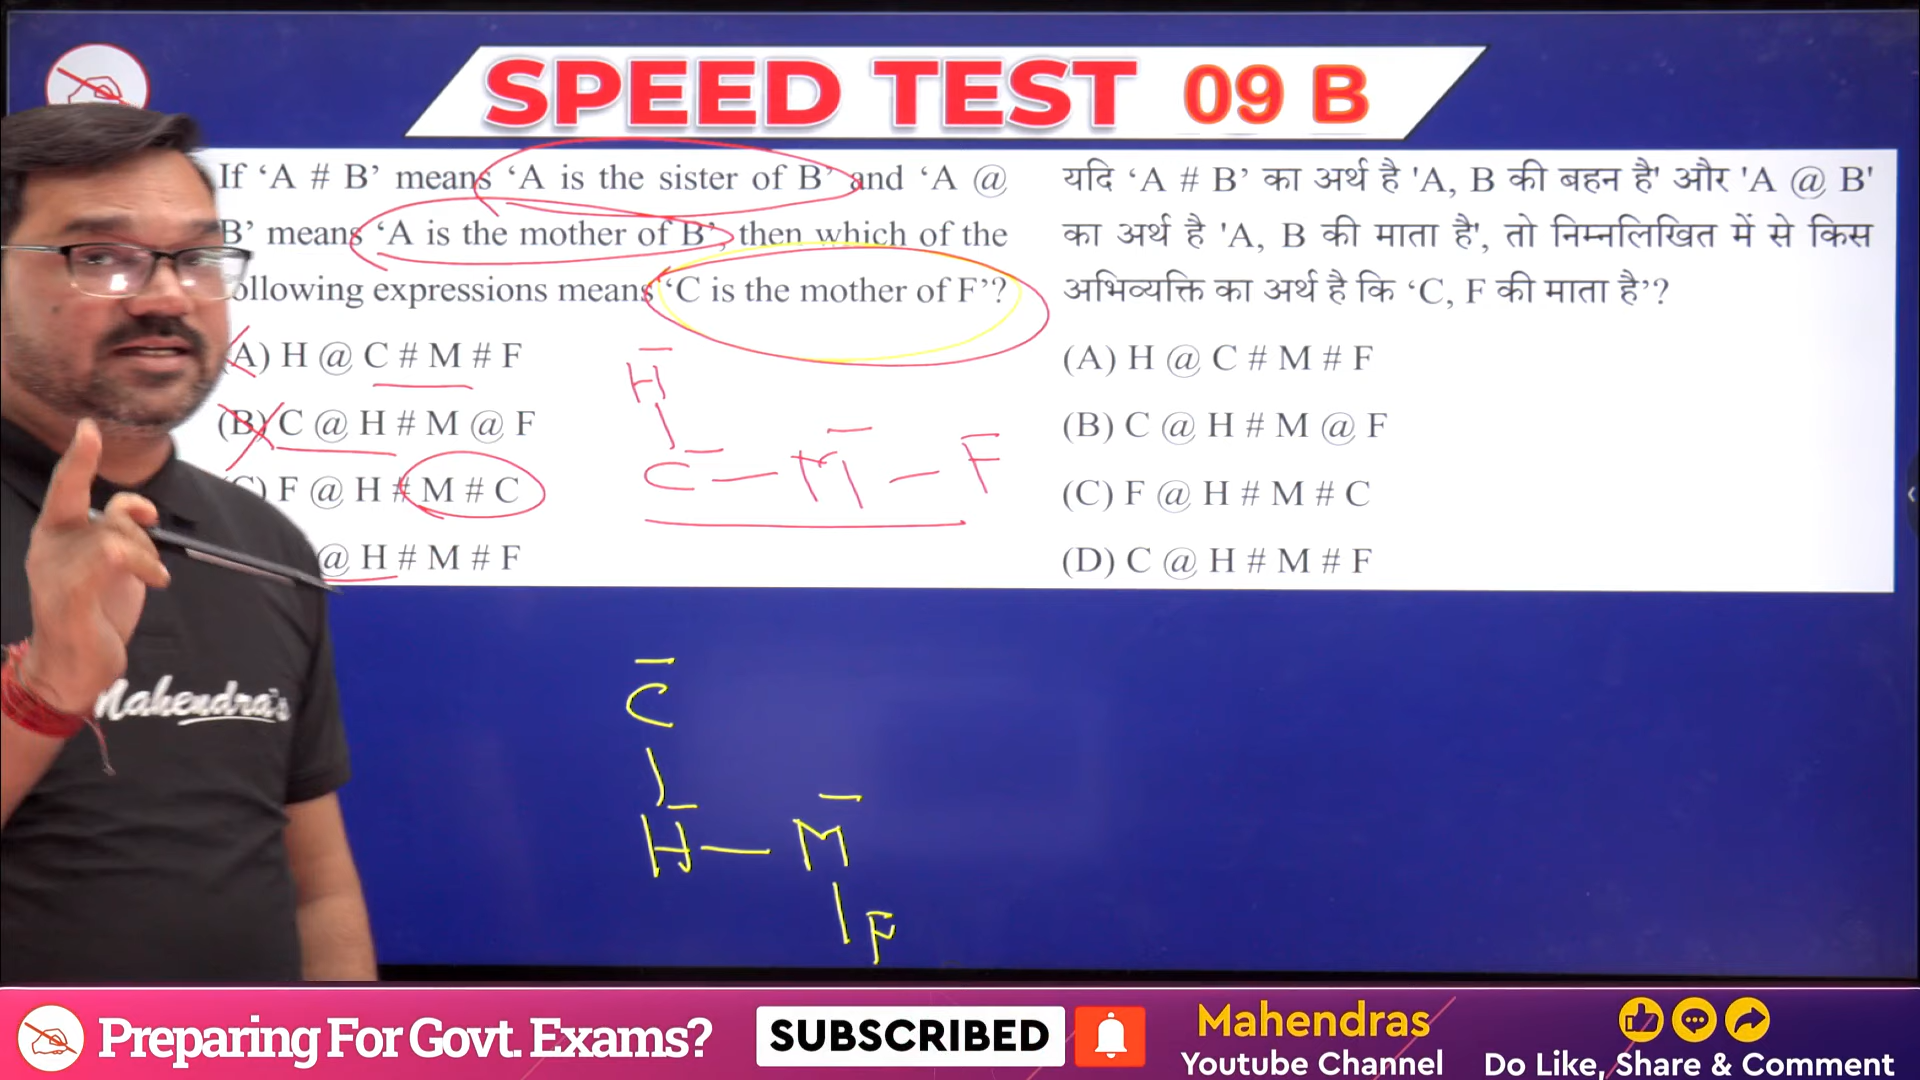 SPEED TEST 09 B
If ‘A # B’ means ‘A is the sister of B’ and ‘A @
B’ means ‘A is the mother of B’, then which of the
ollowing expressions means ‘C is the mother of F’?
(A) H @ C # M # F
(B) C @ H # M @ F
C) F @ H # M # C
@ H # M # F
यदि ‘A # B’ का अर्थ है 'A, B की बहन है' और 'A @ B'
का अर्थ है 'A, B की माता है', तो निम्नलिखित में से किस
अभिव्यक्ति का अर्थ है कि ‘C, F की माता है’?
(A) H @ C # M # F
(B) C @ H # M @ F
(C) F @ H # M # C
(D) C @ H # M # F
H
C — M — F
C
H — M
F
Mahendra's
Preparing For Govt. Exams?
SUBSCRIBED
Mahendras
Youtube Channel
Do Like, Share & Comment